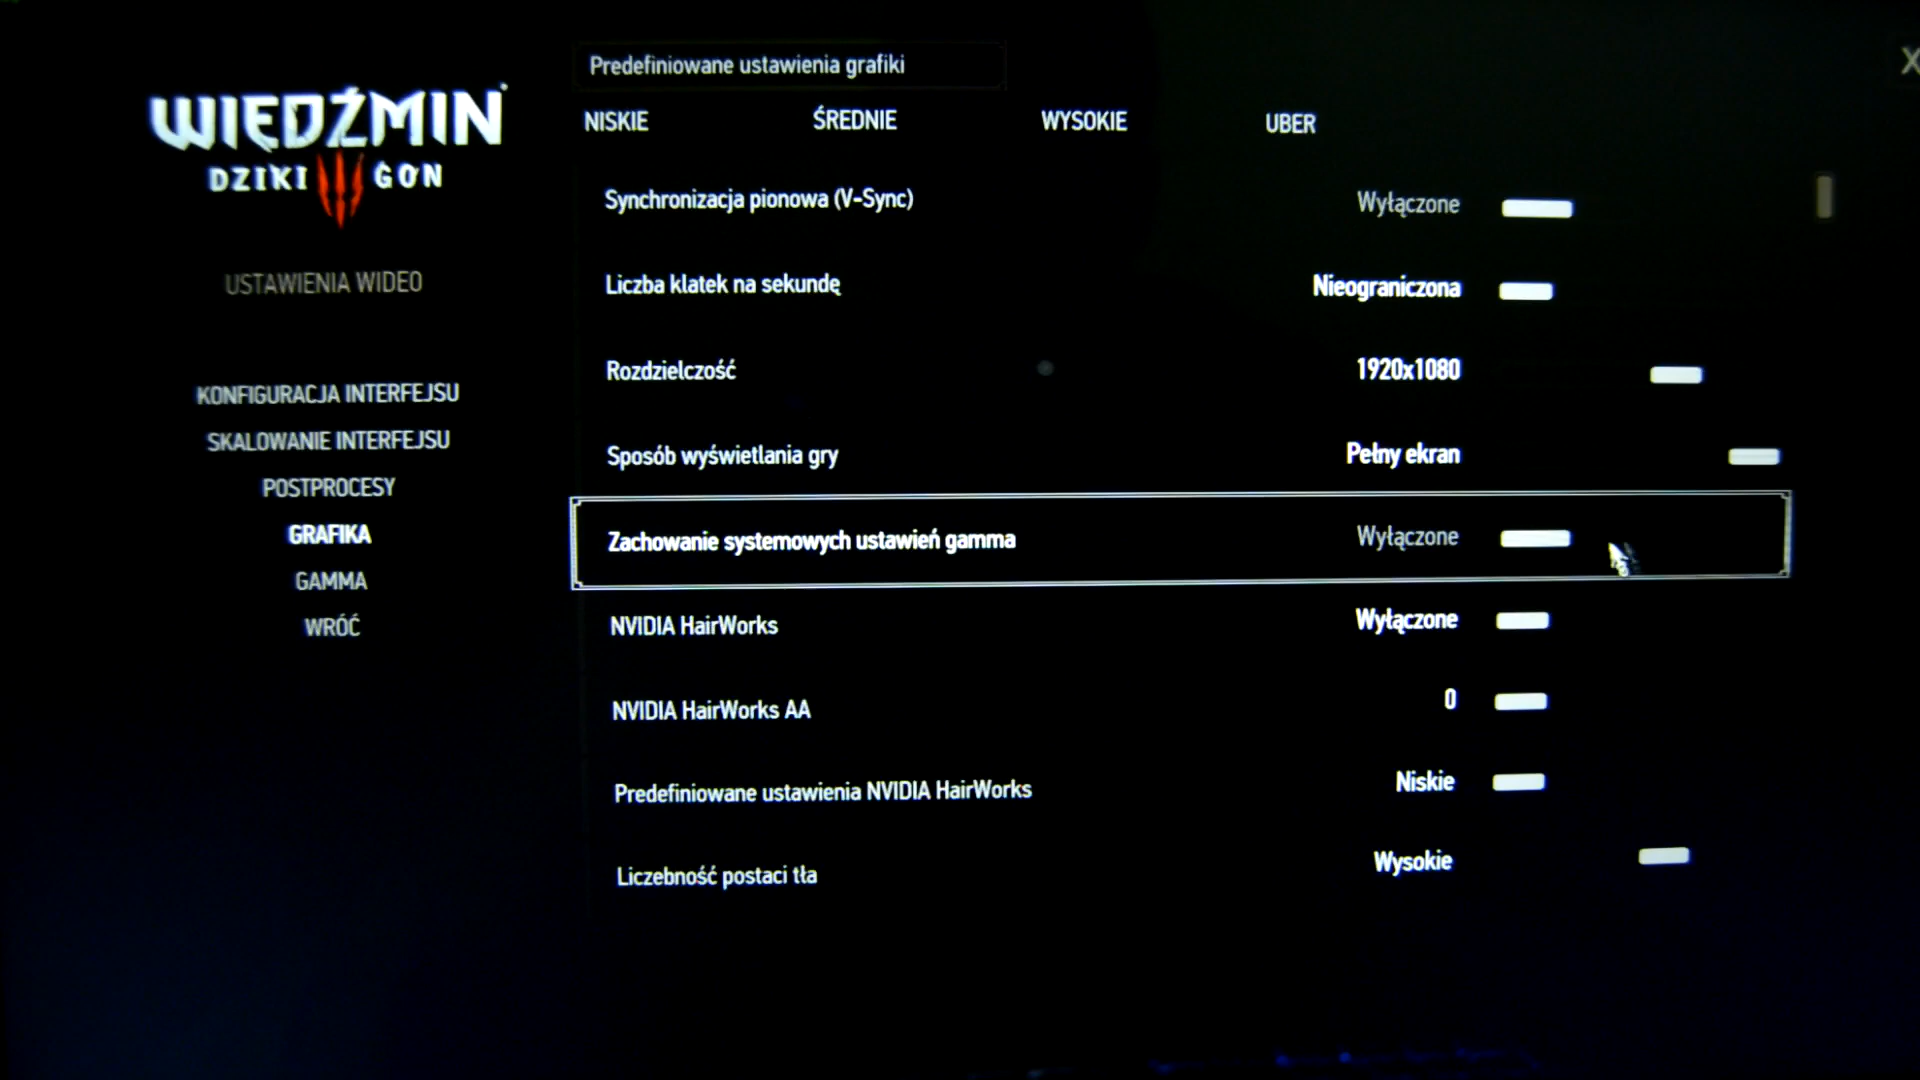 Predefiniowane ustawienia grafiki
X
NISKIE ŚREDNIE WYSOKIE UBER
WIEDŹMIN
DZIKI GON
USTAWIENIA WIDEO
KONFIGURACJA INTERFEJSU
SKALOWANIE INTERFEJSU
POSTPROCESY
GRAFIKA
GAMMA
WRÓĆ
Synchronizacja pionowa (V-Sync) Wyłączone
Liczba klatek na sekundę Nieograniczona
Rozdzielczość 1920x1080
Sposób wyświetlania gry Pełny ekran
Zachowanie systemowych ustawień gamma Wyłączone
NVIDIA HairWorks Wyłączone
NVIDIA HairWorks AA 0
Predefiniowane ustawienia NVIDIA HairWorks Niskie
Liczebność postaci tła Wysokie